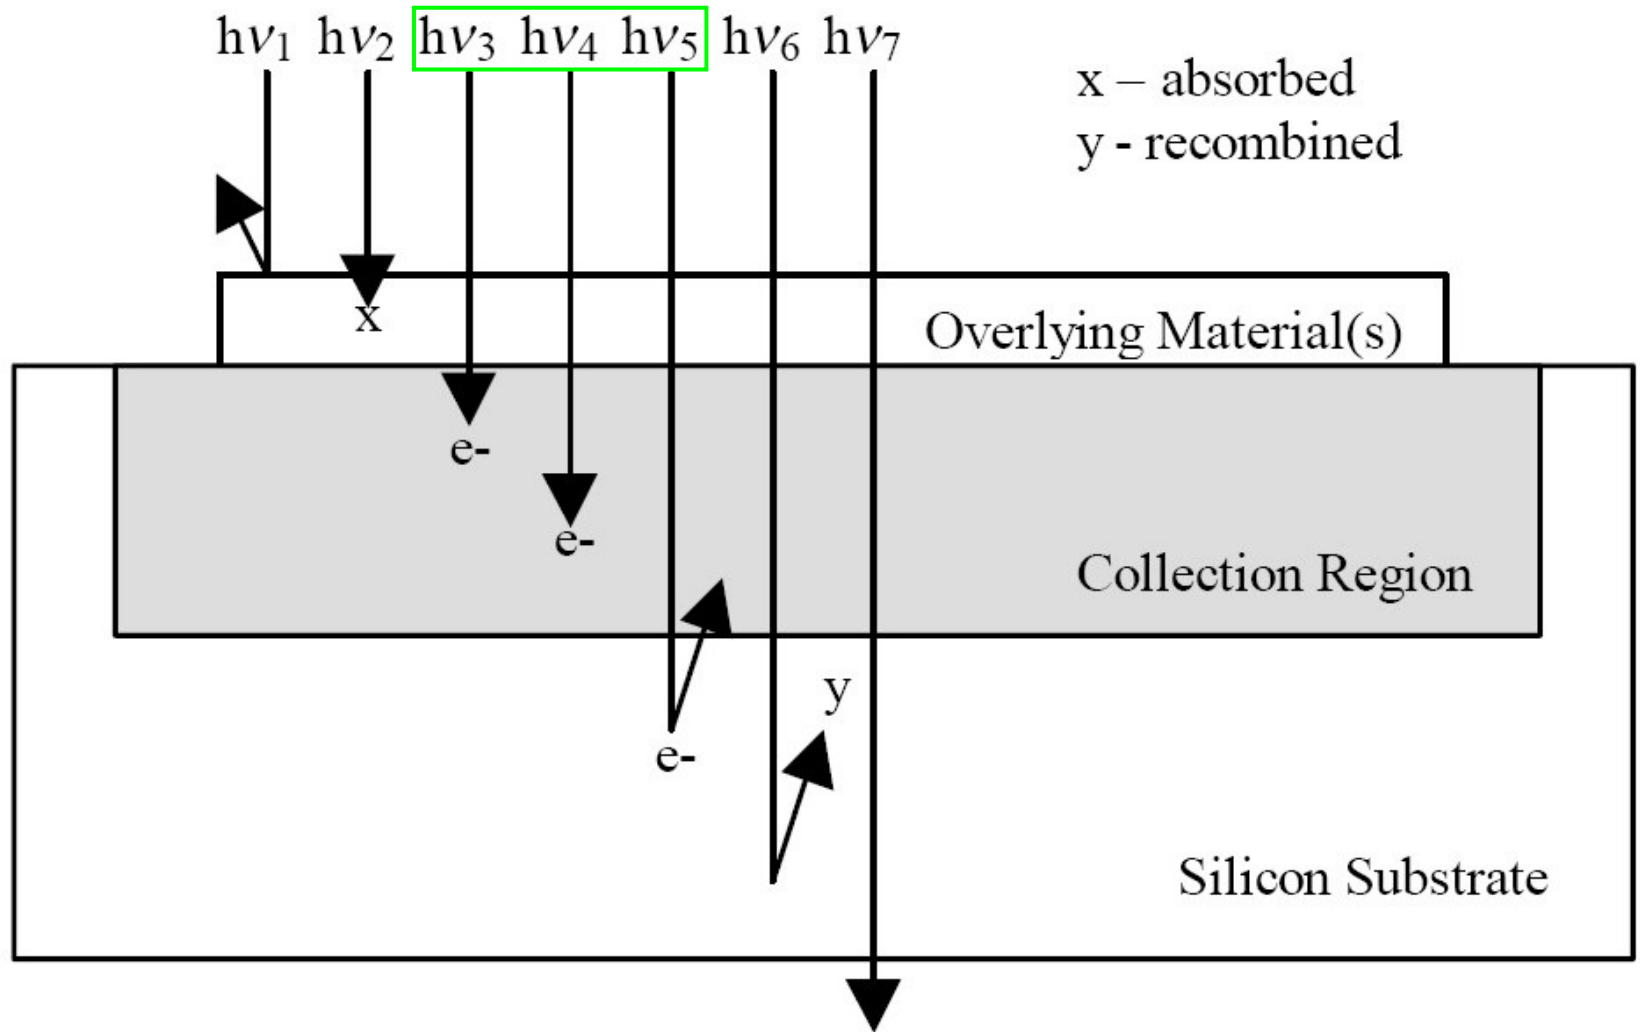 hν1 hν2 hν3 hν4 hν5 hν6 hν7
x – absorbed
y - recombined
x
Overlying Material(s)
e-
e-
Collection Region
y
e-
Silicon Substrate